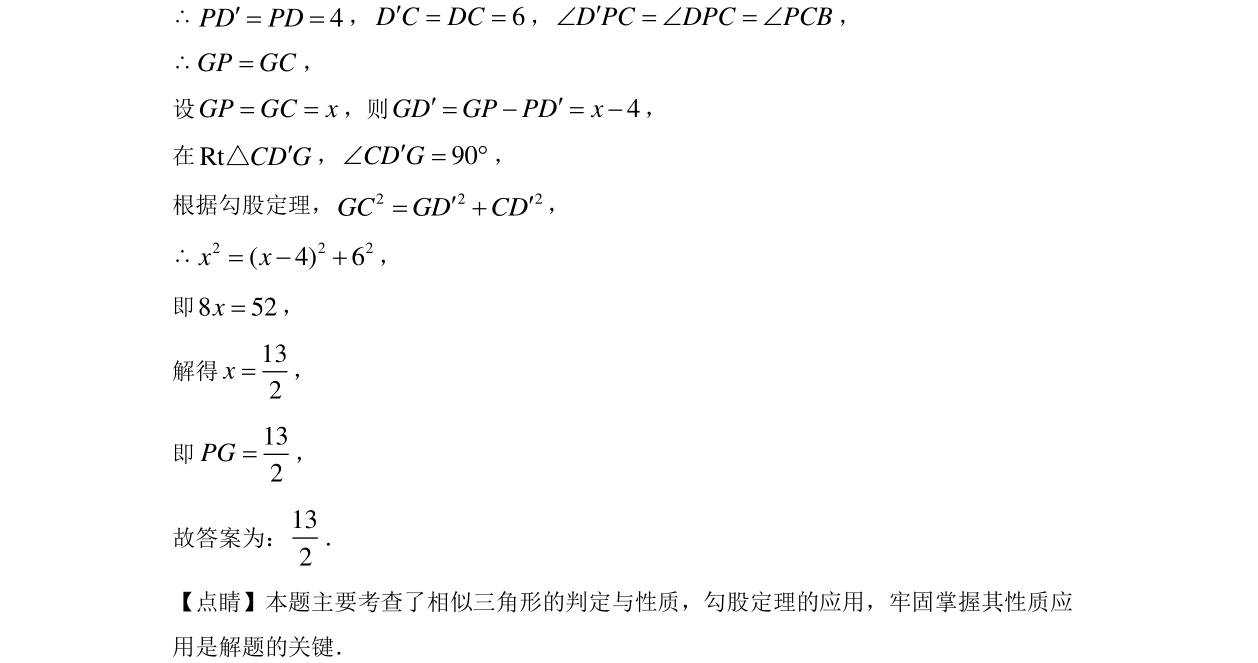 ∴ PD′ = PD = 4，D′C = DC = 6，∠D′PC = ∠DPC = ∠PCB，
∴ GP = GC，
设 GP = GC = x，则 GD′ = GP − PD′ = x − 4，
在 Rt△CD′G，∠CD′G = 90°，
根据勾股定理，GC² = GD′² + CD′²，
∴ x² = (x − 4)² + 6²，
即 8x = 52，
解得 x = 13/2，
即 PG = 13/2，
故答案为：13/2．
【点睛】本题主要考查了相似三角形的判定与性质，勾股定理的应用，牢固掌握其性质应
用是解题的关键．